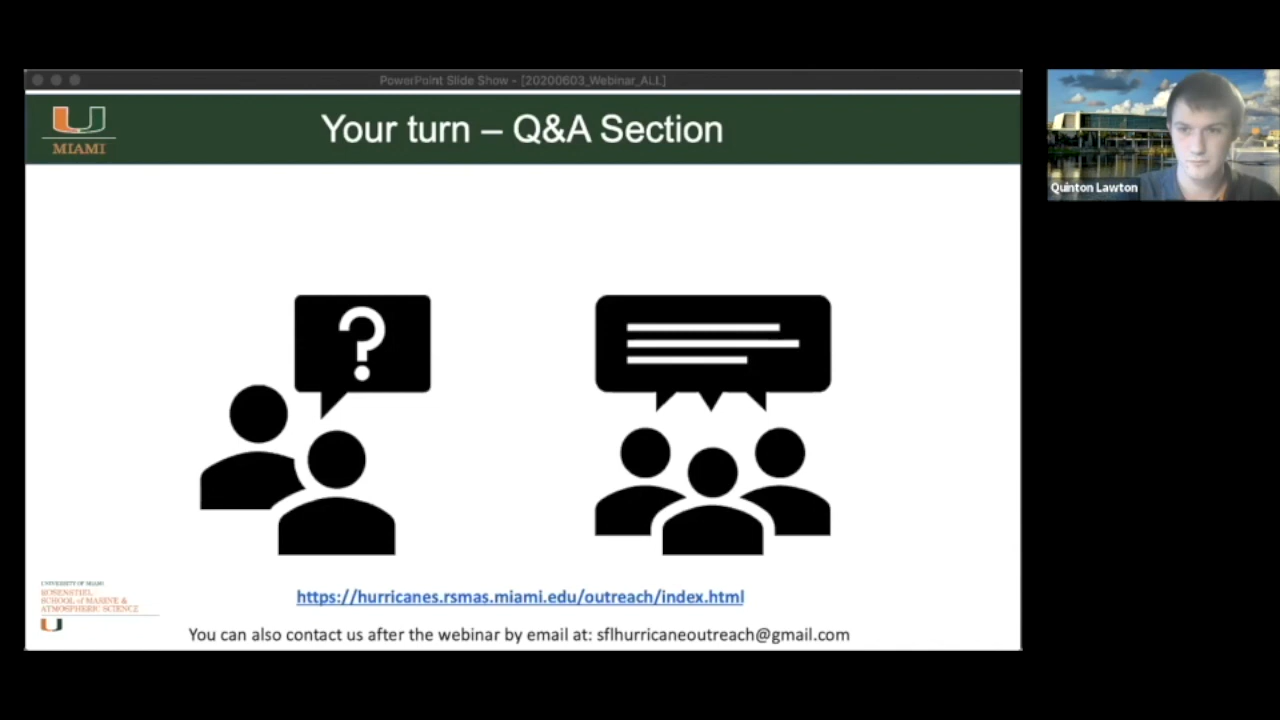 PowerPoint Slide Show - [20200603_Webinar_ALL]
U
MIAMI
Your turn – Q&A Section
Quinton Lawton
?
UNIVERSITY OF MIAMI
ROSENSTIEL
SCHOOL of MARINE &
ATMOSPHERIC SCIENCE
U
https://hurricanes.rsmas.miami.edu/outreach/index.html
You can also contact us after the webinar by email at: sflhurricaneoutreach@gmail.com